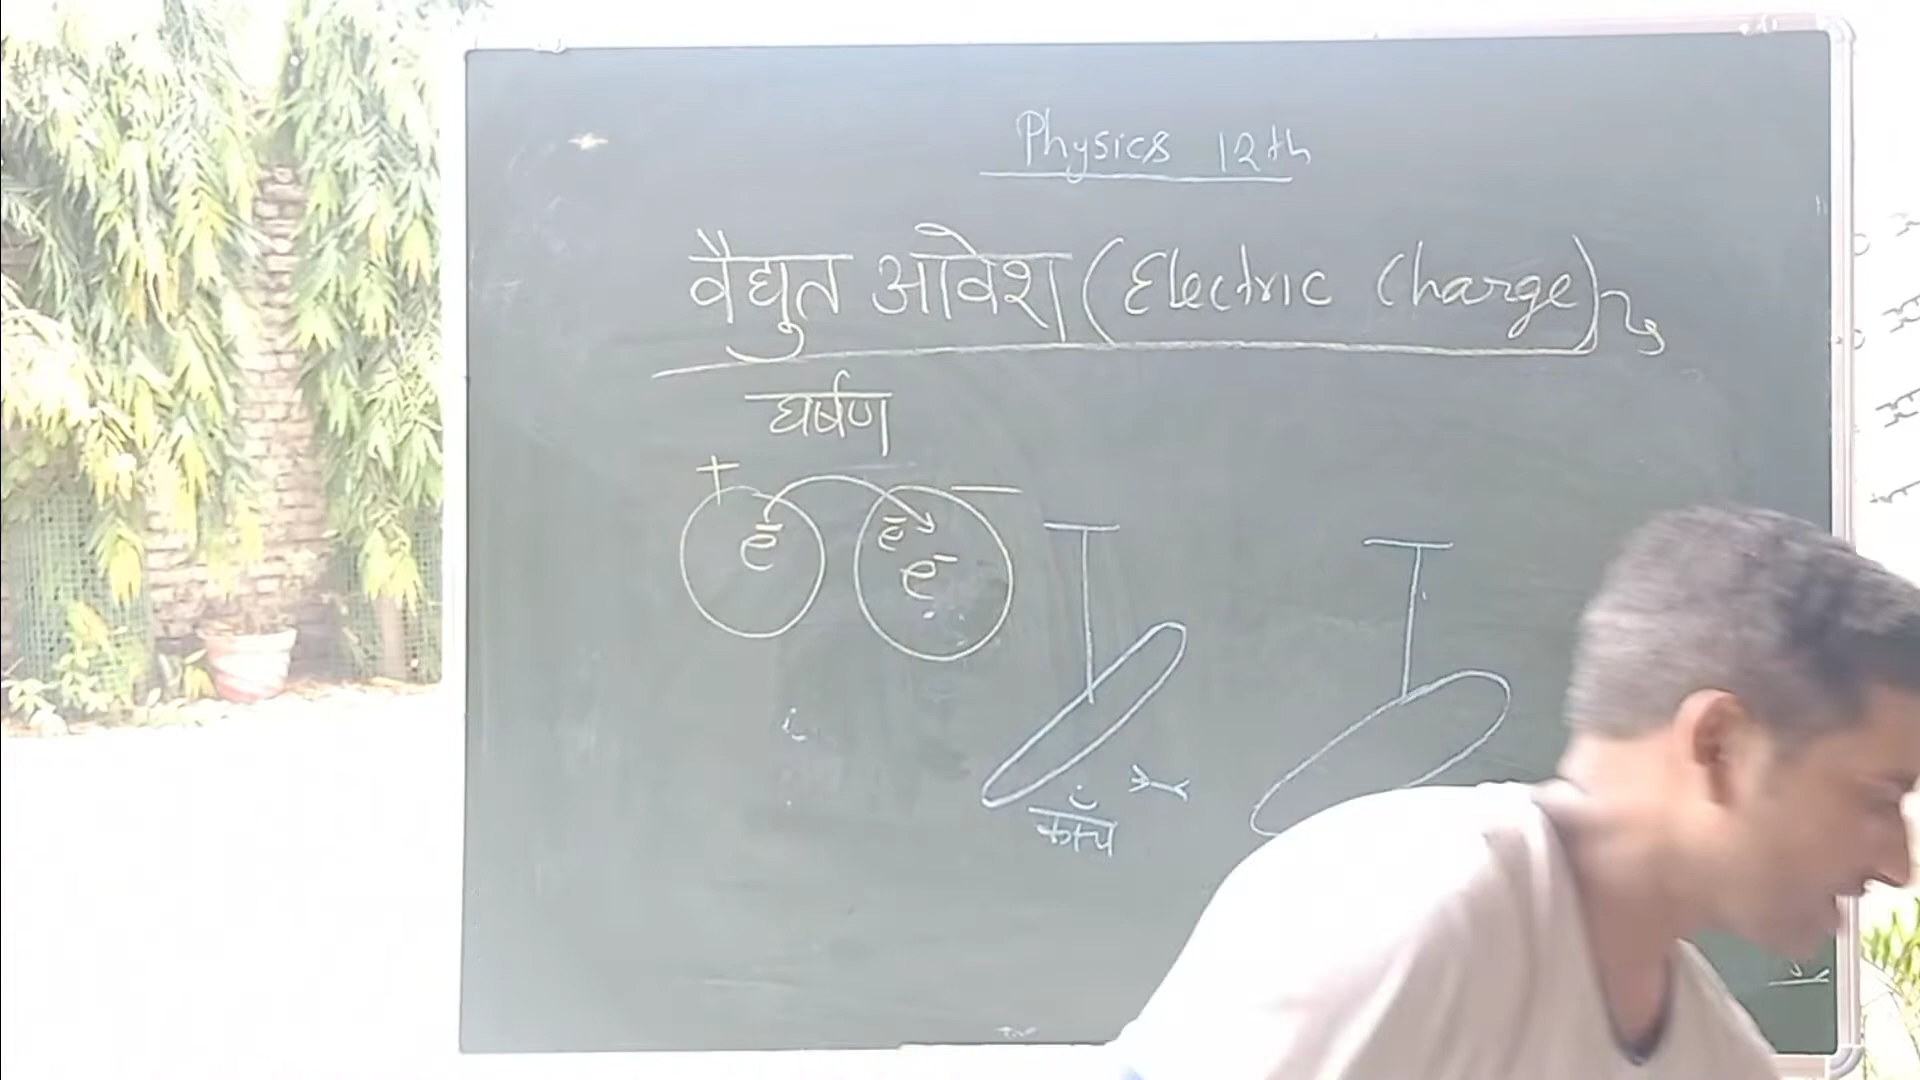 Physics 12th
वैद्युत आवेश (Electric Charge)
घर्षण
+ −
e⁻ e⁻
e⁻
काँच